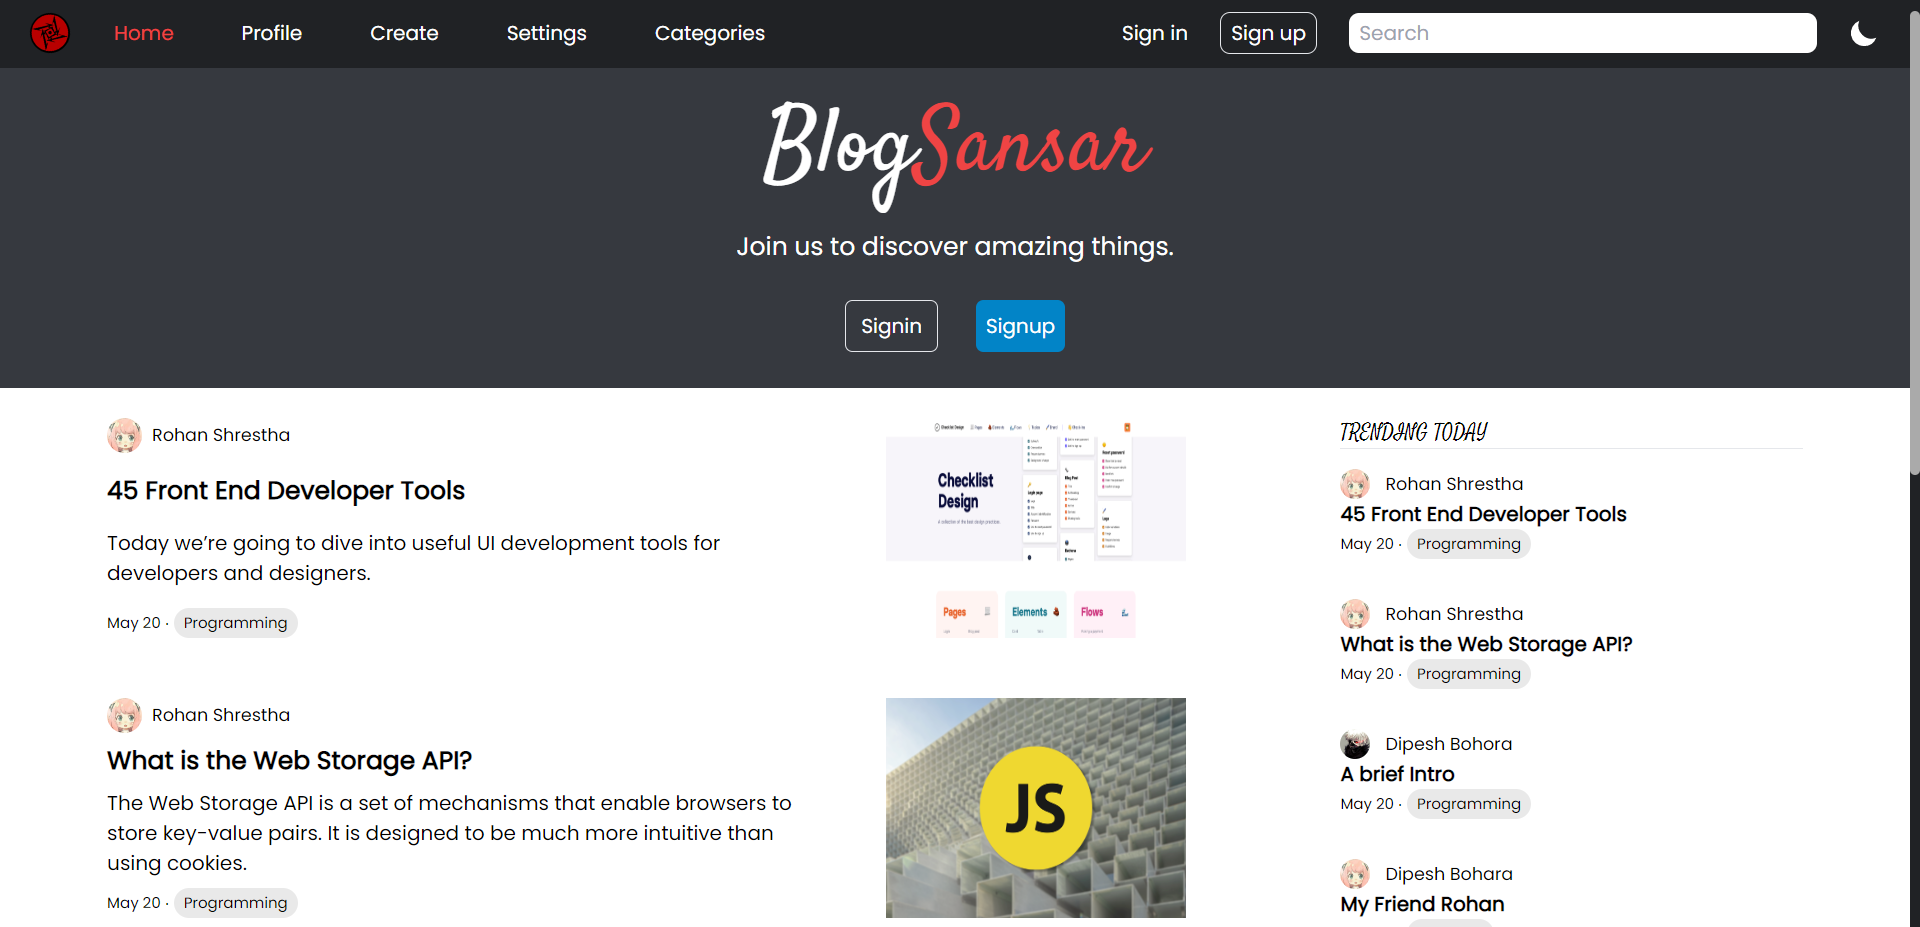 Home Profile Create Settings Categories Sign in Sign up Search
BlogSansar
Join us to discover amazing things.
Signin Signup
Rohan Shrestha
45 Front End Developer Tools
Today we’re going to dive into useful UI development tools for
developers and designers.
May 20 · Programming
Checklist Design
Checklist
Design
Pages Elements Flows
Rohan Shrestha
What is the Web Storage API?
The Web Storage API is a set of mechanisms that enable browsers to
store key-value pairs. It is designed to be much more intuitive than
using cookies.
May 20 · Programming
JS
TRENDING TODAY
Rohan Shrestha
45 Front End Developer Tools
May 20 · Programming
Rohan Shrestha
What is the Web Storage API?
May 20 · Programming
Dipesh Bohora
A brief Intro
May 20 · Programming
Dipesh Bohara
My Friend Rohan